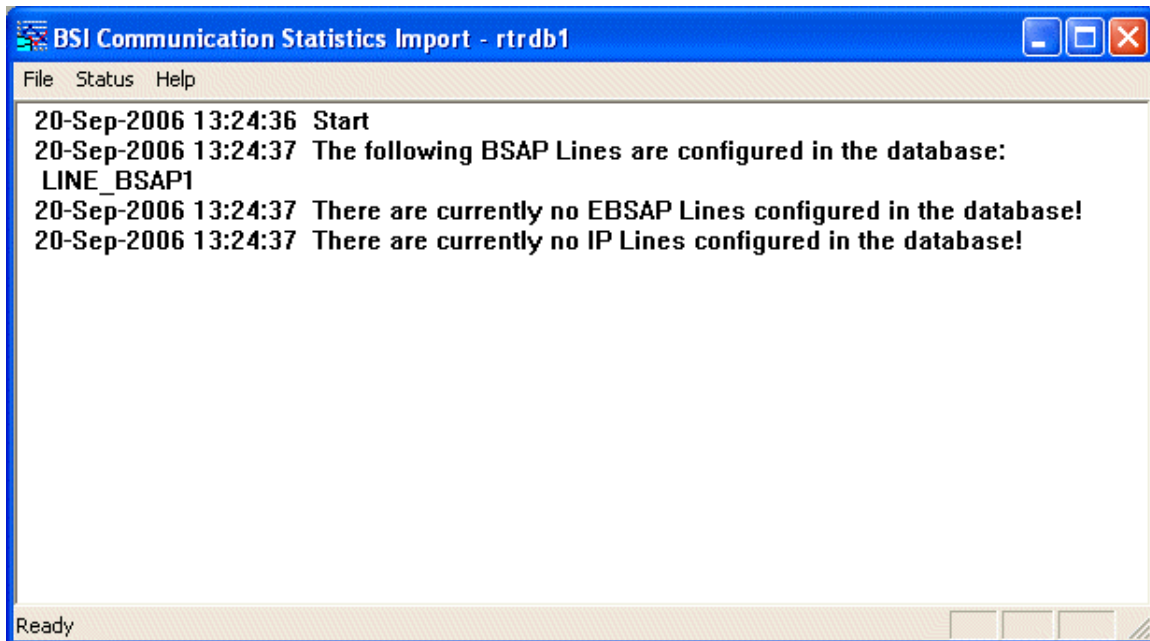 BSI Communication Statistics Import - rtrdb1
File Status Help
20-Sep-2006 13:24:36 Start
20-Sep-2006 13:24:37 The following BSAP Lines are configured in the database:
LINE_BSAP1
20-Sep-2006 13:24:37 There are currently no EBSAP Lines configured in the database!
20-Sep-2006 13:24:37 There are currently no IP Lines configured in the database!
Ready